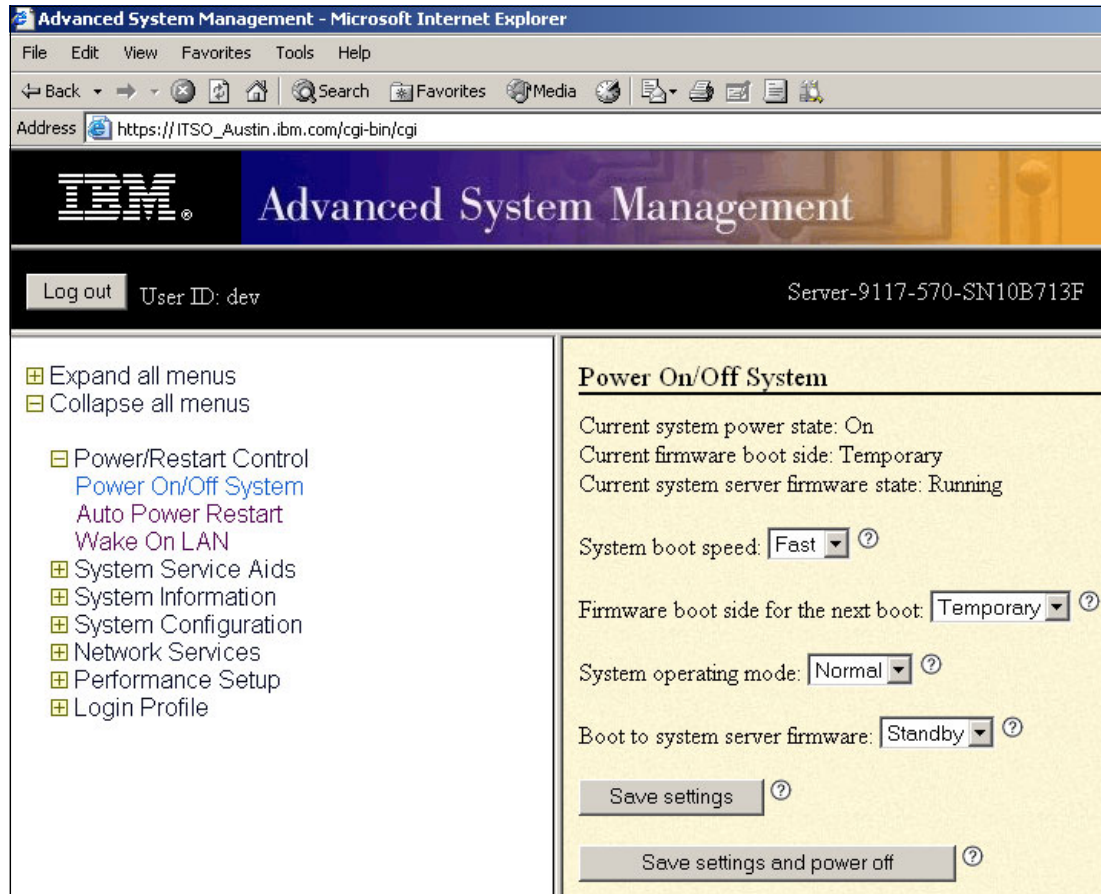 Advanced System Management - Microsoft Internet Explorer
File Edit View Favorites Tools Help
Back Search Favorites Media
Address https://ITSO_Austin.ibm.com/cgi-bin/cgi
IBM® Advanced System Management
Log out User ID: dev Server-9117-570-SN10B713F
Expand all menus
Collapse all menus
Power/Restart Control
Power On/Off System
Auto Power Restart
Wake On LAN
System Service Aids
System Information
System Configuration
Network Services
Performance Setup
Login Profile
Power On/Off System
Current system power state: On
Current firmware boot side: Temporary
Current system server firmware state: Running
System boot speed: Fast ?
Firmware boot side for the next boot: Temporary ?
System operating mode: Normal ?
Boot to system server firmware: Standby ?
Save settings ?
Save settings and power off ?